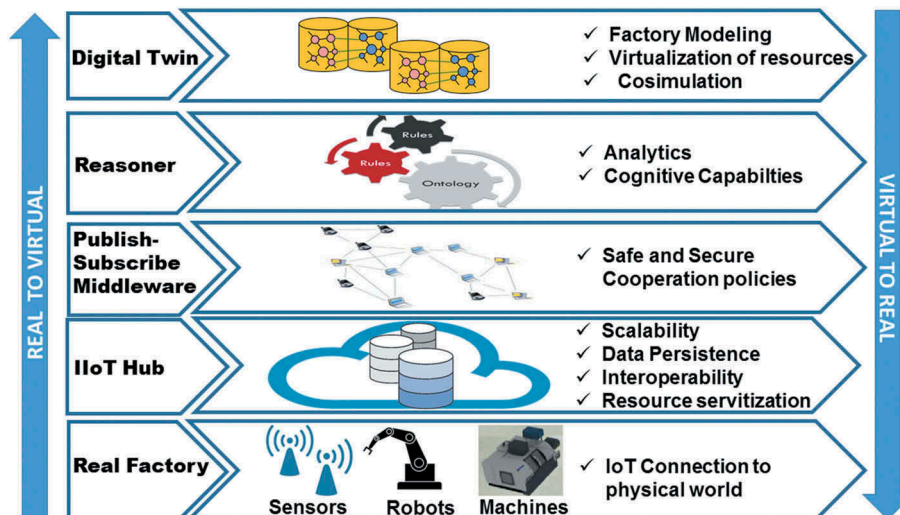 REAL TO VIRTUAL
VIRTUAL TO REAL
Digital Twin
✓ Factory Modeling
✓ Virtualization of resources
✓ Cosimulation
Reasoner
Rules
Rules
Ontology
✓ Analytics
✓ Cognitive Capabilties
Publish-
Subscribe
Middleware
✓ Safe and Secure
Cooperation policies
IIoT Hub
✓ Scalability
✓ Data Persistence
✓ Interoperability
✓ Resource servitization
Real Factory
Sensors
Robots
Machines
✓ IoT Connection to
physical world